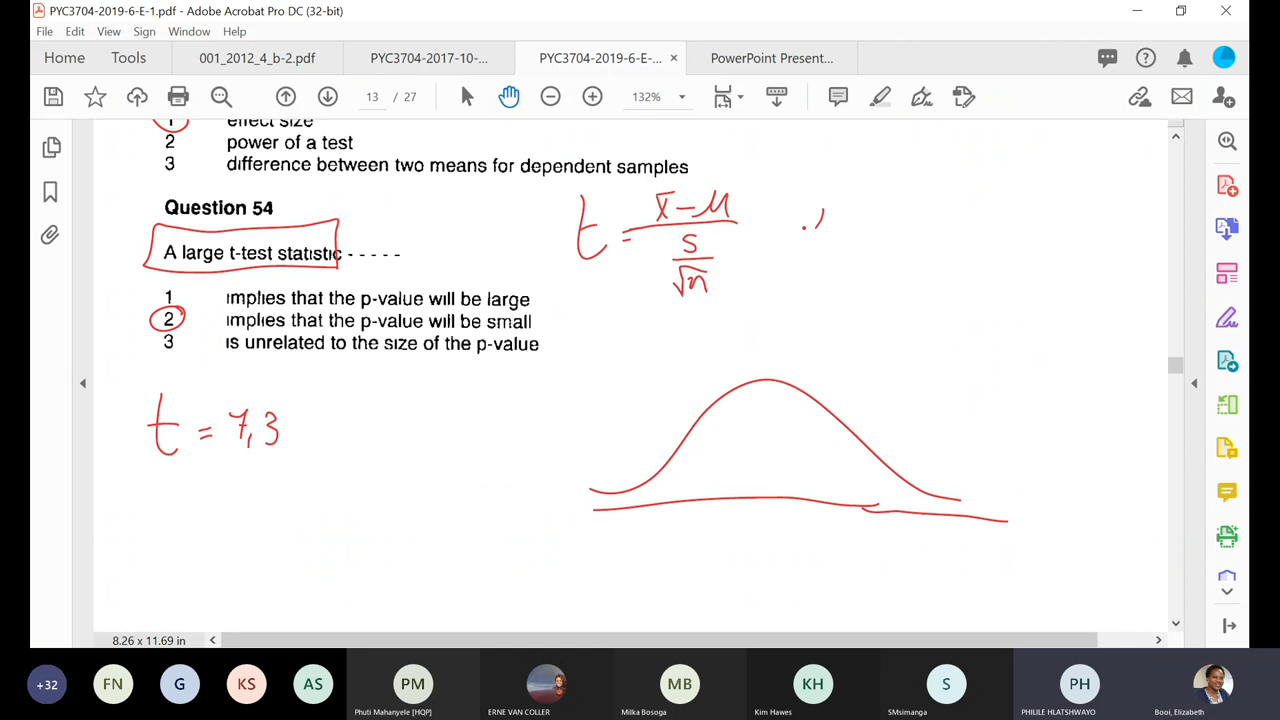 PYC3704-2019-6-E-1.pdf - Adobe Acrobat Pro DC (32-bit)
File Edit View Sign Window Help
Home Tools 001_2012_4_b-2.pdf PYC3704-2017-10-... PYC3704-2019-6-E-... × PowerPoint Present...
13 / 27 132%
1 effect size
2 power of a test
3 difference between two means for dependent samples
Question 54
A large t-test statistic - - - - -
1 implies that the p-value will be large
2 implies that the p-value will be small
3 is unrelated to the size of the p-value
t = x̄ - μ
s
√n
t = 7,3
8.26 x 11.69 in
+32 FN G KS AS PM MB KH S PH
Phuti Mahanyele [HQP] ERNE VAN COLLER Milka Bosoga Kim Hawes SMsimanga PHILILE HLATSHWAYO Booi, Elizabeth